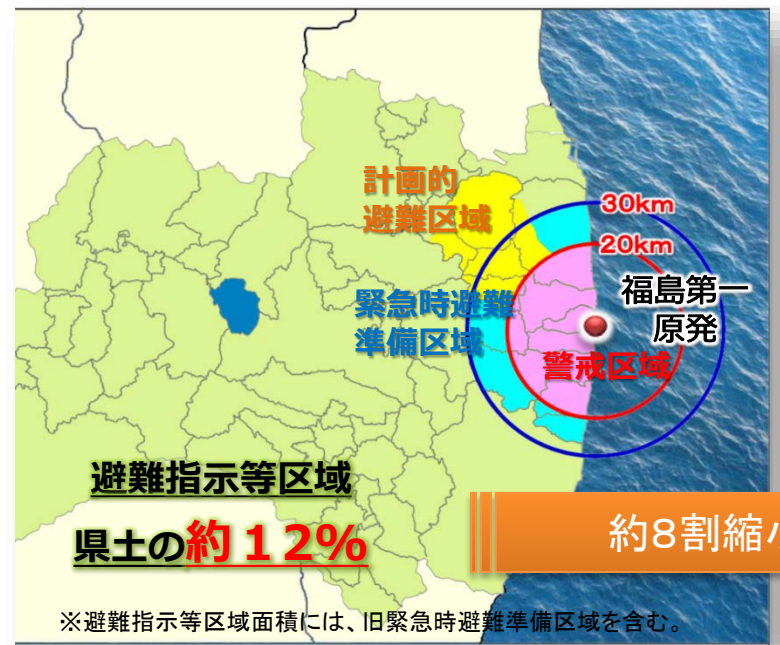 計画的
避難区域
30km
20km
緊急時避難
準備区域
福島第一
原発
警戒区域
避難指示等区域
県土の約１２%
約８割縮
※避難指示等区域面積には、旧緊急時避難準備区域を含む。